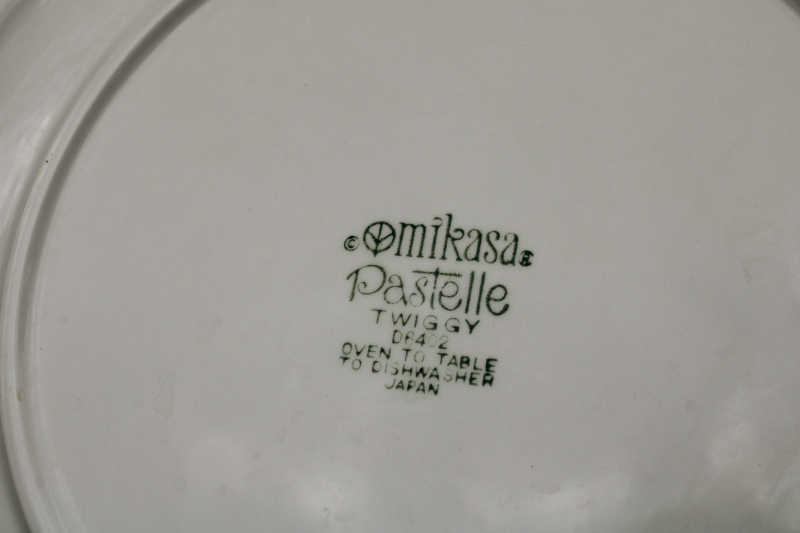 © mikasa ®
Pastelle
TWIGGY
D6402
OVEN TO TABLE
TO DISHWASHER
JAPAN